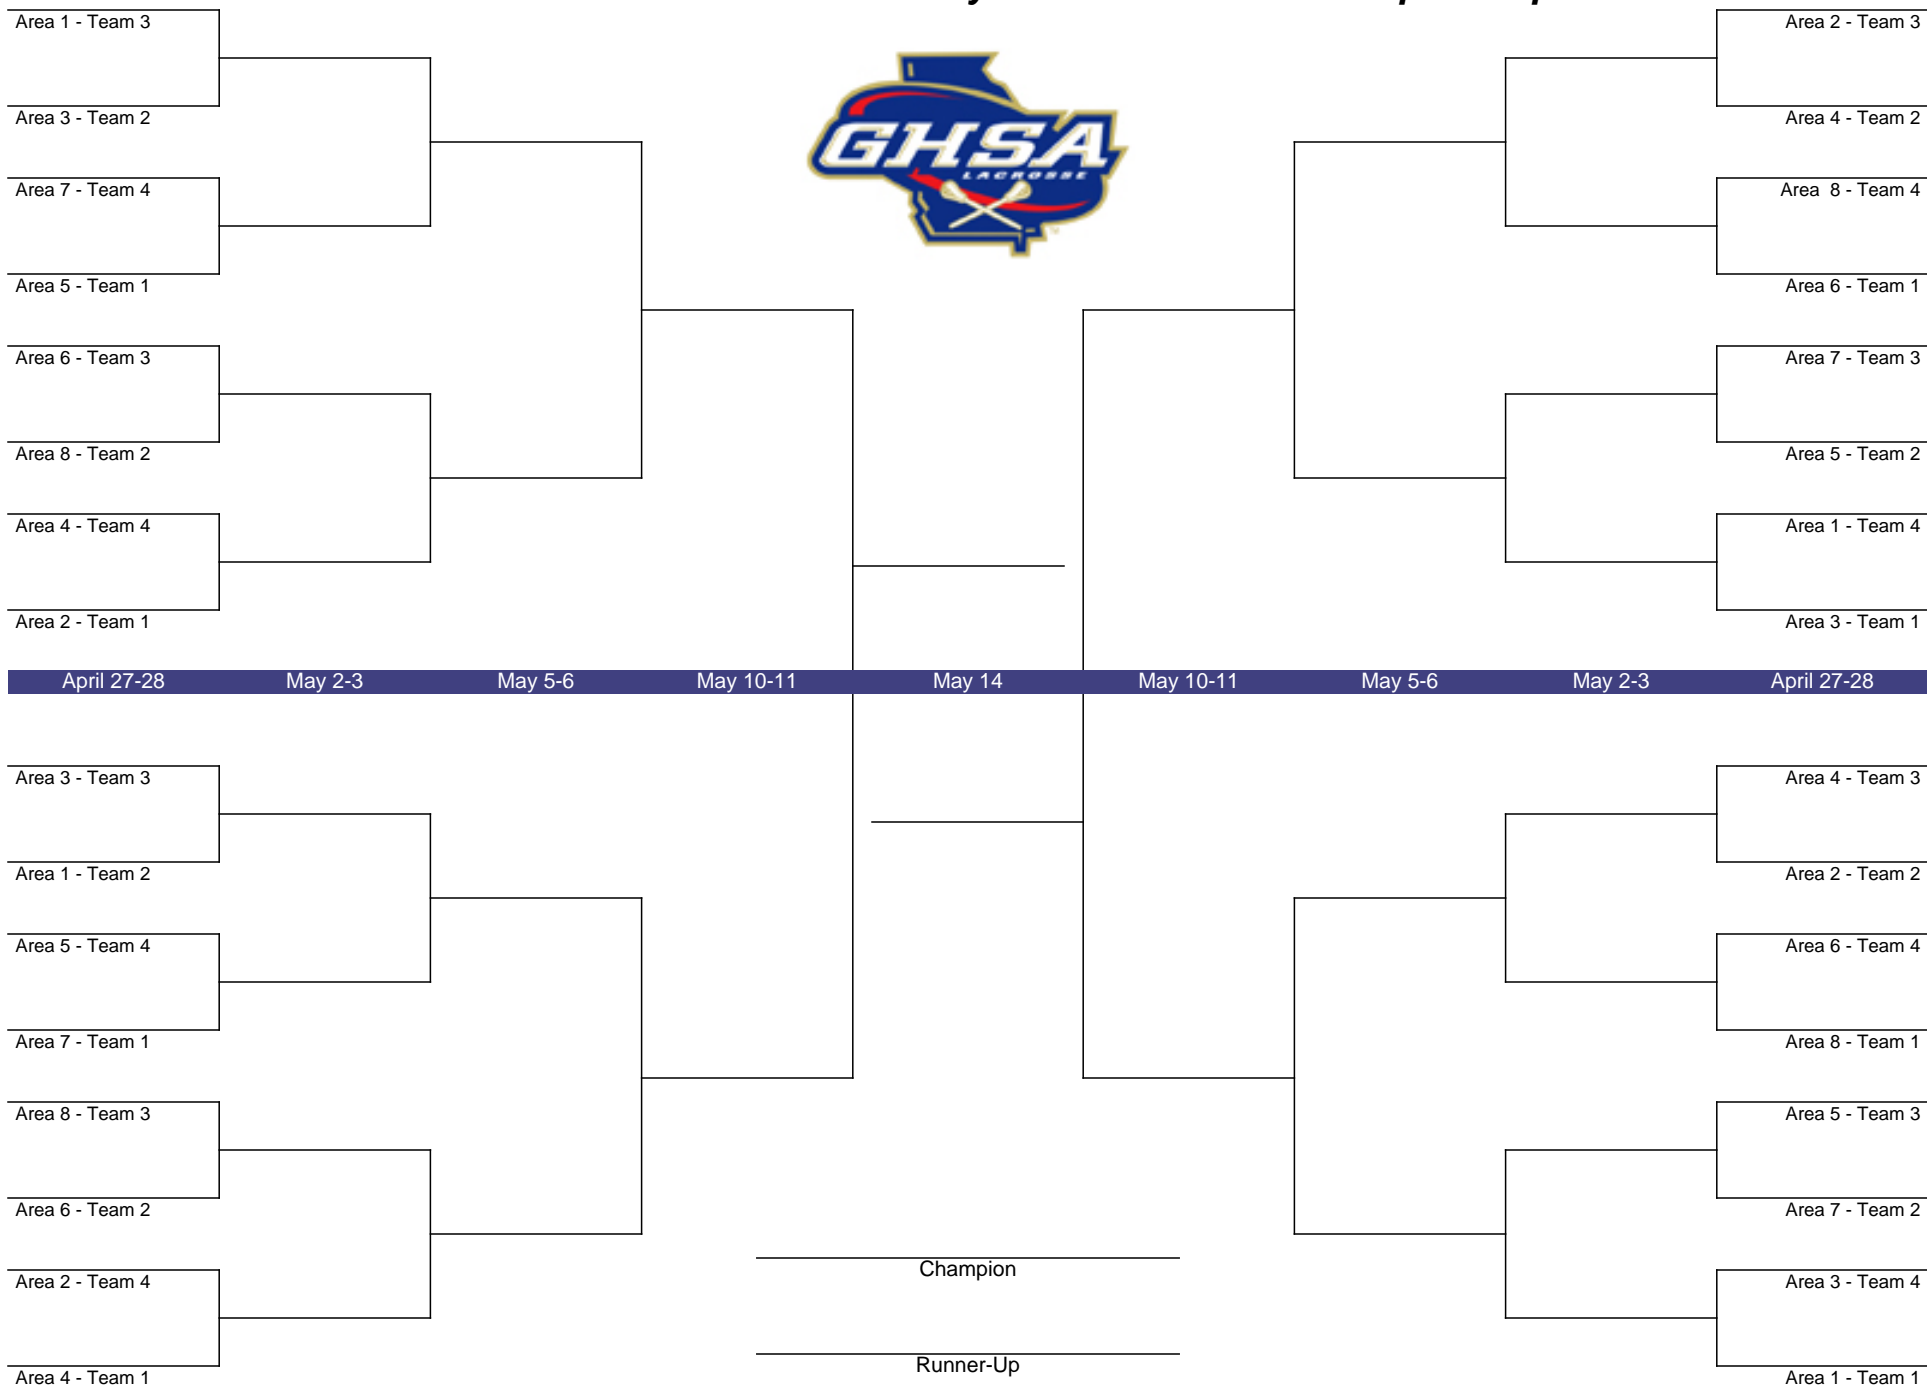 Area 1 - Team 3
Area 3 - Team 2
Area 7 - Team 4
Area 5 - Team 1
Area 6 - Team 3
Area 8 - Team 2
Area 4 - Team 4
Area 2 - Team 1
GHSA
LACROSSE
Area 2 - Team 3
Area 4 - Team 2
Area 8 - Team 4
Area 6 - Team 1
Area 7 - Team 3
Area 5 - Team 2
Area 1 - Team 4
Area 3 - Team 1
April 27-28 May 2-3 May 5-6 May 10-11 May 14 May 10-11 May 5-6 May 2-3 April 27-28
Area 3 - Team 3
Area 1 - Team 2
Area 5 - Team 4
Area 7 - Team 1
Area 8 - Team 3
Area 6 - Team 2
Area 2 - Team 4
Area 4 - Team 1
Champion
Runner-Up
Area 4 - Team 3
Area 2 - Team 2
Area 6 - Team 4
Area 8 - Team 1
Area 5 - Team 3
Area 7 - Team 2
Area 3 - Team 4
Area 1 - Team 1